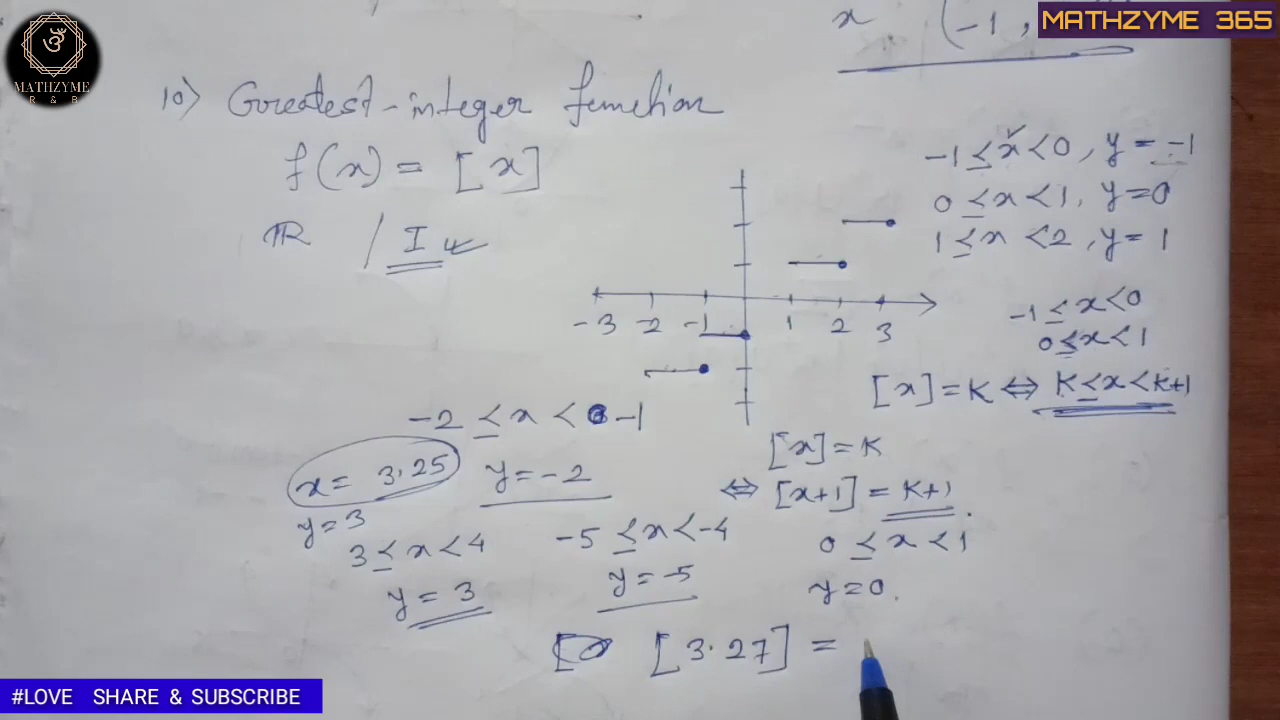 MATHZYME 365
ॐ
MATHZYME
R & B
x (-1,
10) Greatest-integer function
f(x) = [x]
ℝ / I
-1 ≤ x < 0, y = -1
0 ≤ x < 1, y = 0
1 ≤ x < 2, y = 1
-3 -2 -1 1 2 3
-1 ≤ x < 0
0 ≤ x < 1
[x] = K ⇔ K ≤ x < K+1
-2 ≤ x < -1
y = -2
x = 3.25
y = 3
3 ≤ x < 4
y = 3
-5 ≤ x < -4
y = -5
[x] = K
⇔ [x+1] = K+1.
0 ≤ x < 1
y = 0.
[3.27] =
#LOVE SHARE & SUBSCRIBE